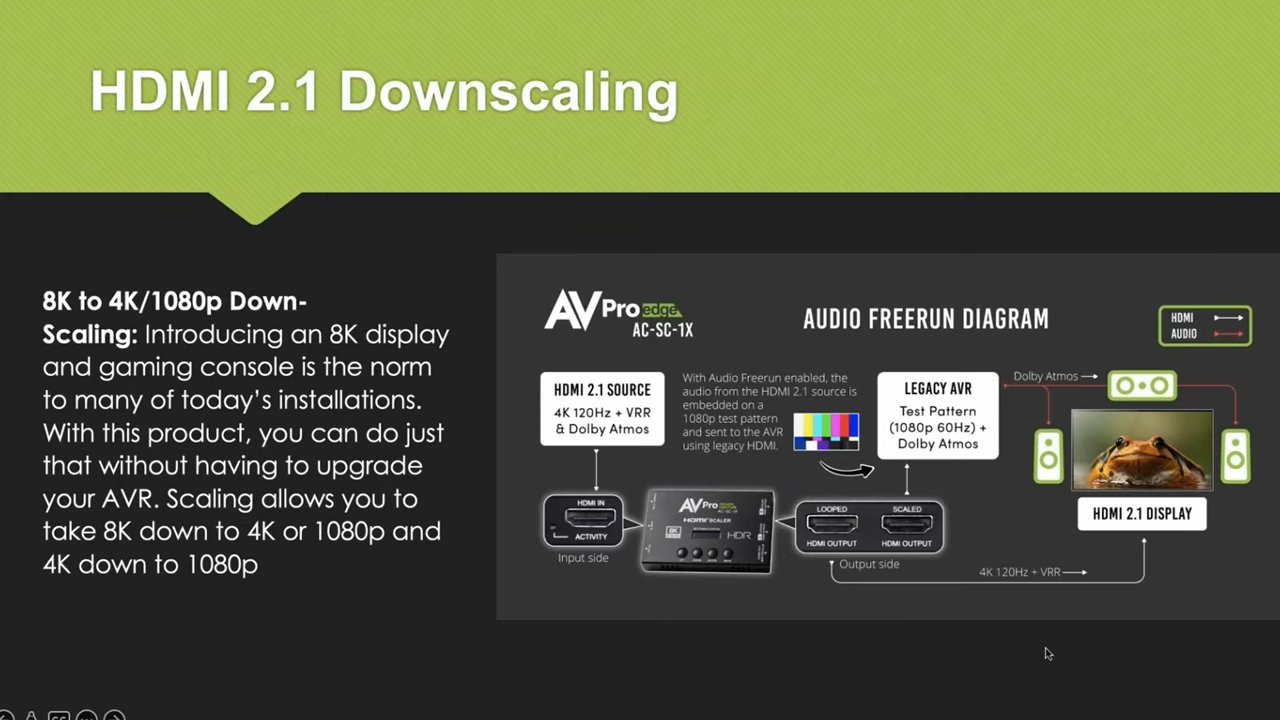 HDMI 2.1 Downscaling
8K to 4K/1080p Down-
Scaling: Introducing an 8K display
and gaming console is the norm
to many of today's installations.
With this product, you can do just
that without having to upgrade
your AVR. Scaling allows you to
take 8K down to 4K or 1080p and
4K down to 1080p
AVPro edge
AC-SC-1X
AUDIO FREERUN DIAGRAM
HDMI
AUDIO
HDMI 2.1 SOURCE
4K 120Hz + VRR
& Dolby Atmos
With Audio Freerun enabled, the
audio from the HDMI 2.1 source is
embedded on a
1080p test pattern
and sent to the AVR
using legacy HDMI.
LEGACY AVR
Test Pattern
(1080p 60Hz) +
Dolby Atmos
Dolby Atmos
HDMI 2.1 DISPLAY
HDMI IN
ACTIVITY
Input side
AVPro
AC-SC-1X
HDMI SCALER
8K
HDR
LOOPED
HDMI OUTPUT
SCALED
HDMI OUTPUT
Output side
4K 120Hz + VRR